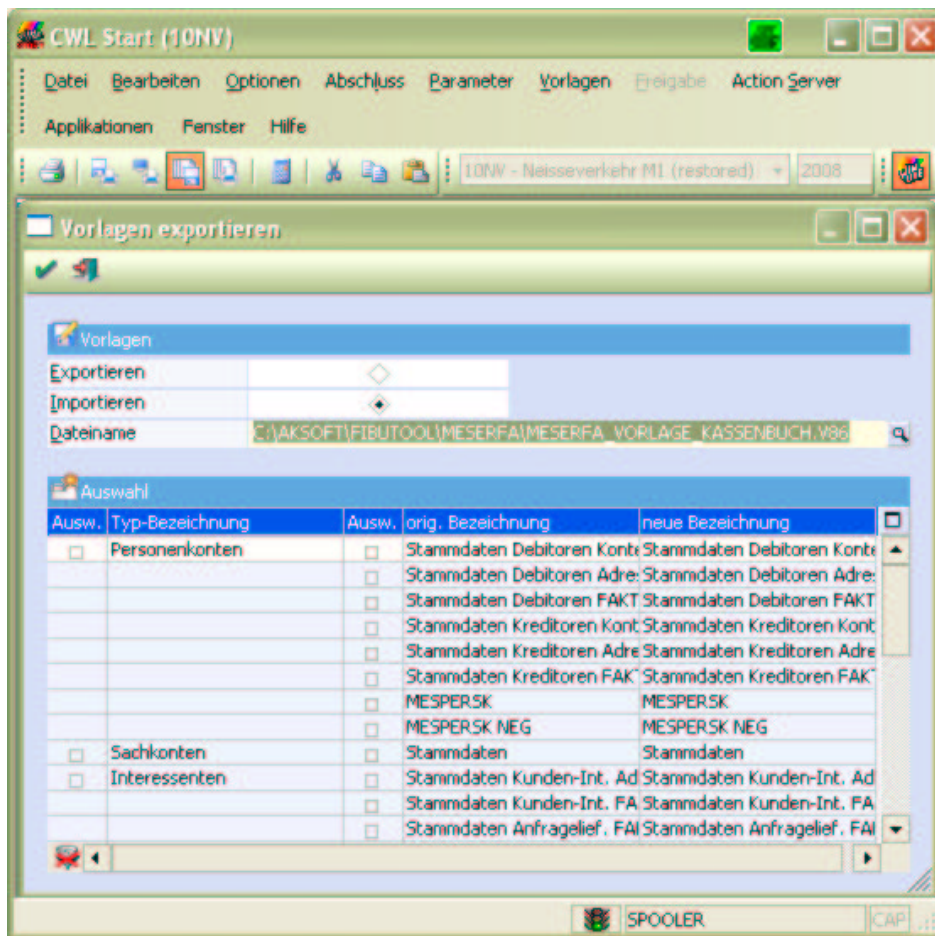 CWL Start (10NV)
Datei Bearbeiten Optionen Abschluss Parameter Vorlagen Freigabe Action Server
Applikationen Fenster Hilfe
10NV - Neisseverkehr M1 (restored) 2008
Vorlagen exportieren
Vorlagen
Exportieren
Importieren
Dateiname C:\AKSOFT\FIBUTOOL\MESERFA\MESERFA_VORLAGE_KASSENBUCH.V86
Auswahl
Ausw. Typ-Bezeichnung Ausw. orig. Bezeichnung neue Bezeichnung
Personenkonten Stammdaten Debitoren Konte Stammdaten Debitoren Konte
Stammdaten Debitoren Adre Stammdaten Debitoren Adre
Stammdaten Debitoren FAKT Stammdaten Debitoren FAKT
Stammdaten Kreditoren Kont Stammdaten Kreditoren Kont
Stammdaten Kreditoren Adre Stammdaten Kreditoren Adre
Stammdaten Kreditoren FAK Stammdaten Kreditoren FAK
MESPERSK MESPERSK
MESPERSK NEG MESPERSK NEG
Sachkonten Stammdaten Stammdaten
Interessenten Stammdaten Kunden-Int. Ad Stammdaten Kunden-Int. Ad
Stammdaten Kunden-Int. FA Stammdaten Kunden-Int. FA
Stammdaten Anfragelief. FA Stammdaten Anfragelief. FA
SPOOLER CAP